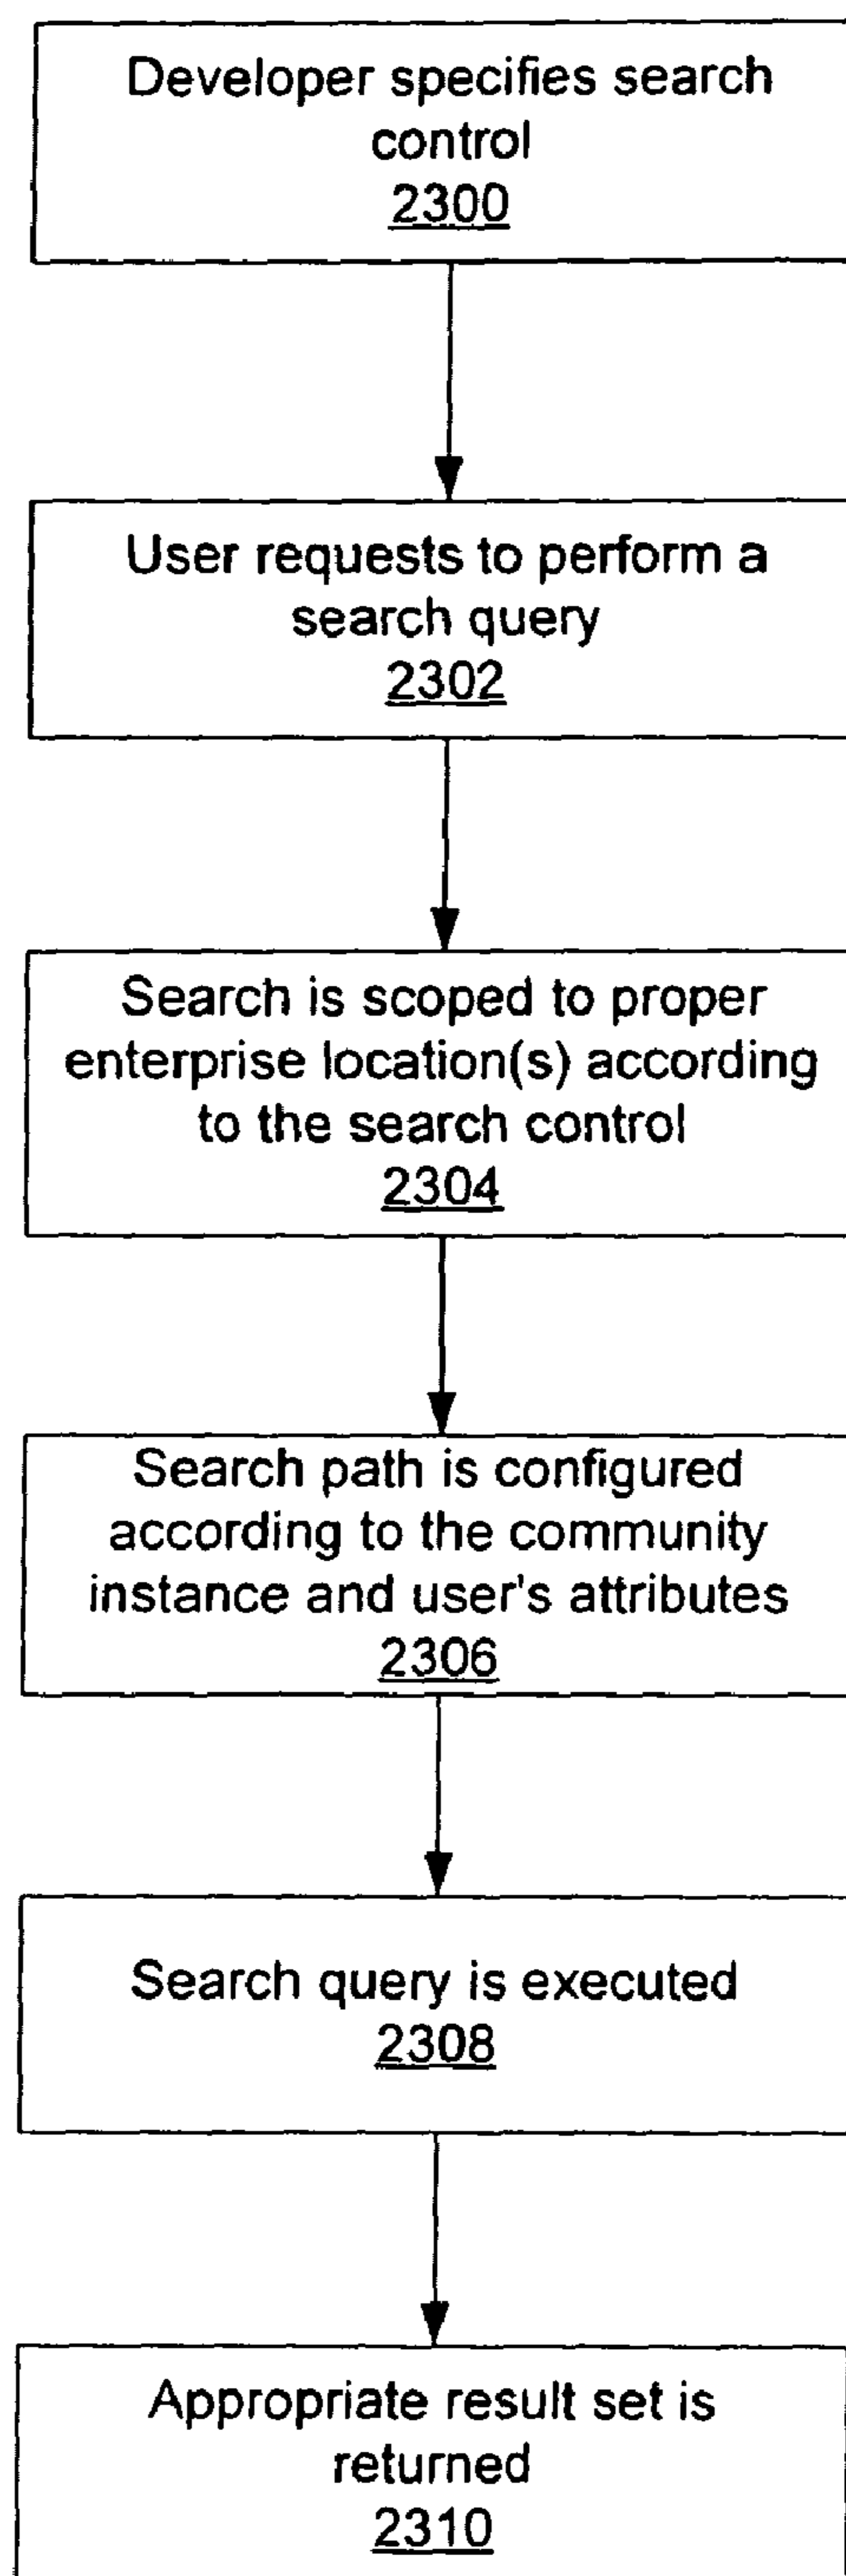 Developer specifies search
control
2300
User requests to perform a
search query
2302
Search is scoped to proper
enterprise location(s) according
to the search control
2304
Search path is configured
according to the community
instance and user's attributes
2306
Search query is executed
2308
Appropriate result set is
returned
2310